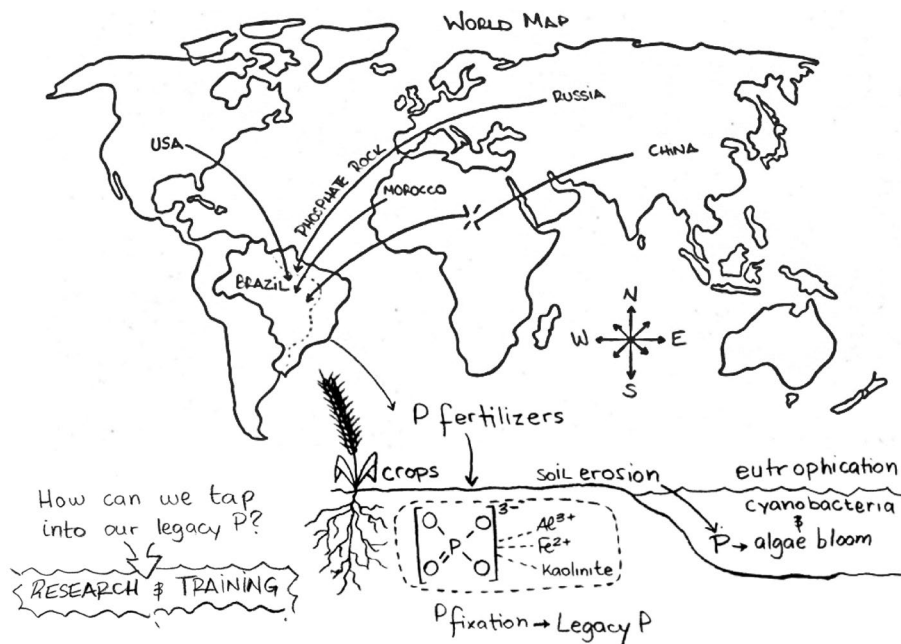 WORLD MAP
RUSSIA
USA
CHINA
PHOSPHATE ROCK
MOROCCO
BRAZIL
N
W E
S
P fertilizers
crops
soil erosion
eutrophication
How can we tap
into our legacy P?
cyanobacteria
&
P → algae bloom
3-
P
Al3+
Fe2+
Kaolinite
RESEARCH & TRAINING
P fixation → Legacy P